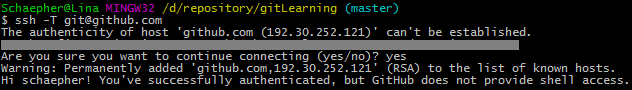 Schaepher@Lina MINGW32 /d/repository/gitLearning (master)
$ ssh -T git@github.com
The authenticity of host 'github.com (192.30.252.121)' can't be established.
Are you sure you want to continue connecting (yes/no)? yes
Warning: Permanently added 'github.com,192.30.252.121' (RSA) to the list of known hosts.
Hi schaepher! You've successfully authenticated, but GitHub does not provide shell access.